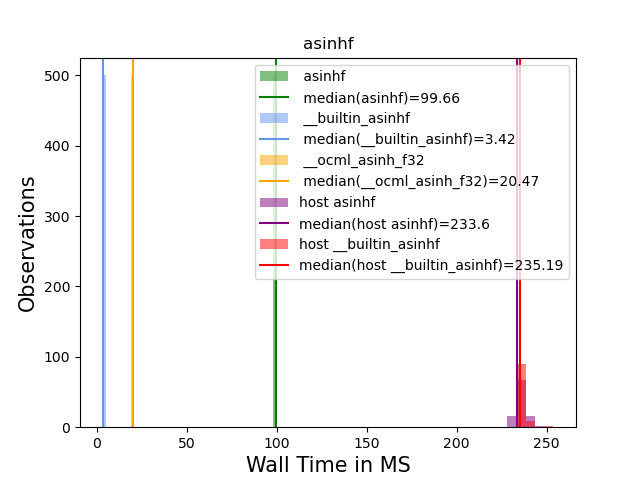 asinhf
500
400
300
200
100
0
Observations
asinhf
median(asinhf)=99.66
__builtin_asinhf
median(__builtin_asinhf)=3.42
__ocml_asinh_f32
median(__ocml_asinh_f32)=20.47
host asinhf
median(host asinhf)=233.6
host __builtin_asinhf
median(host __builtin_asinhf)=235.19
0 50 100 150 200 250
Wall Time in MS